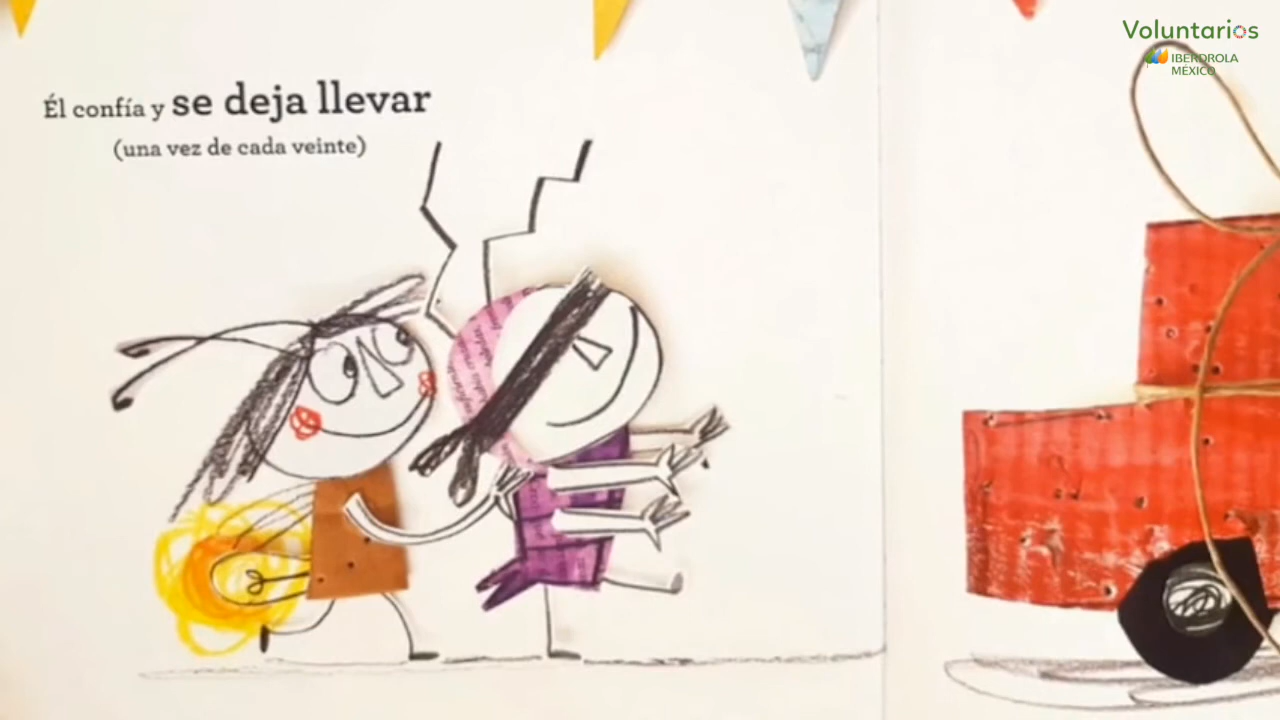 Él confía y se deja llevar
(una vez de cada veinte)
Voluntarios
IBERDROLA
MÉXICO